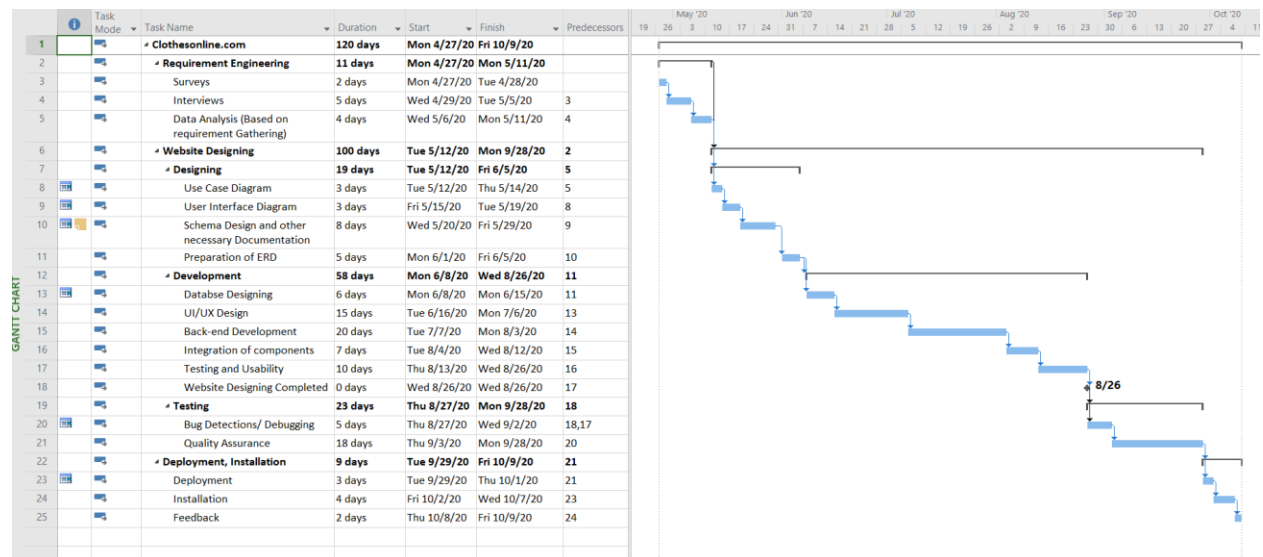 Task Mode Task Name Duration Start Finish Predecessors
May '20 Jun '20 Jul '20 Aug '20 Sep '20 Oct '20
19 26 3 10 17 24 31 7 14 21 28 5 12 19 26 2 9 16 23 30 6 13 20 27 4 11
1 Clothesonline.com 120 days Mon 4/27/20 Fri 10/9/20
2 Requirement Engineering 11 days Mon 4/27/20 Mon 5/11/20
3 Surveys 2 days Mon 4/27/20 Tue 4/28/20
4 Interviews 5 days Wed 4/29/20 Tue 5/5/20 3
5 Data Analysis (Based on requirement Gathering) 4 days Wed 5/6/20 Mon 5/11/20 4
6 Website Designing 100 days Tue 5/12/20 Mon 9/28/20 2
7 Designing 19 days Tue 5/12/20 Fri 6/5/20 5
8 Use Case Diagram 3 days Tue 5/12/20 Thu 5/14/20 5
9 User Interface Diagram 3 days Fri 5/15/20 Tue 5/19/20 8
10 Schema Design and other necessary Documentation 8 days Wed 5/20/20 Fri 5/29/20 9
11 Preparation of ERD 5 days Mon 6/1/20 Fri 6/5/20 10
12 Development 58 days Mon 6/8/20 Wed 8/26/20 11
13 Databse Designing 6 days Mon 6/8/20 Mon 6/15/20 11
14 UI/UX Design 15 days Tue 6/16/20 Mon 7/6/20 13
15 Back-end Development 20 days Tue 7/7/20 Mon 8/3/20 14
16 Integration of components 7 days Tue 8/4/20 Wed 8/12/20 15
17 Testing and Usability 10 days Thu 8/13/20 Wed 8/26/20 16
18 Website Designing Completed 0 days Wed 8/26/20 Wed 8/26/20 17
8/26
19 Testing 23 days Thu 8/27/20 Mon 9/28/20 18
20 Bug Detections/ Debugging 5 days Thu 8/27/20 Wed 9/2/20 18,17
21 Quality Assurance 18 days Thu 9/3/20 Mon 9/28/20 20
22 Deployment, Installation 9 days Tue 9/29/20 Fri 10/9/20 21
23 Deployment 3 days Tue 9/29/20 Thu 10/1/20 21
24 Installation 4 days Fri 10/2/20 Wed 10/7/20 23
25 Feedback 2 days Thu 10/8/20 Fri 10/9/20 24
GANTT CHART